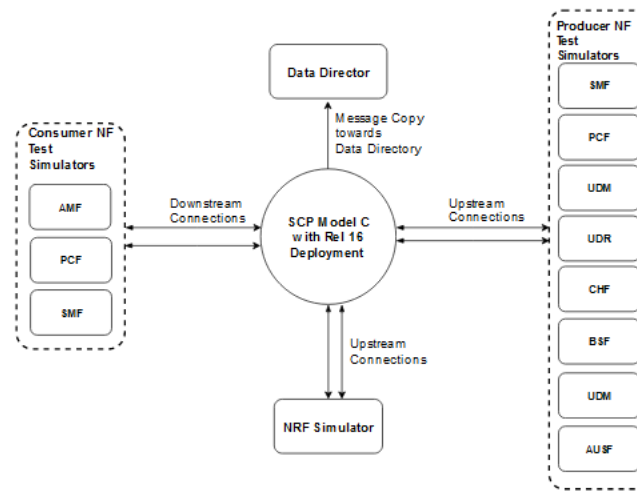 Producer NF
Test
Simulators
SMF
PCF
UDM
UDR
CHF
BSF
UDM
AUSF
Data Director
Message Copy
towards
Data Directory
Consumer NF
Test
Simulators
AMF
PCF
SMF
Downstream
Connections
SCP Model C
with Rel 16
Deployment
Upstream
Connections
Upstream
Connections
NRF Simulator